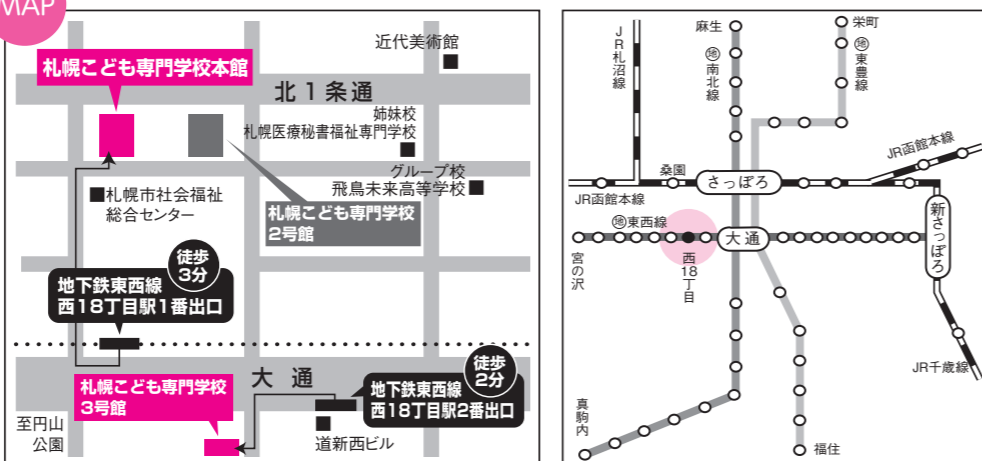 MAP
近代美術館
札幌こども専門学校本館
北1条通
姉妹校
札幌医療秘書福祉専門学校
グループ校
飛鳥未来高等学校
札幌市社会福祉
総合センター
札幌こども専門学校
2号館
徒歩
3分
地下鉄東西線
西18丁目駅1番出口
大通
徒歩
2分
札幌こども専門学校
3号館
地下鉄東西線
西18丁目駅2番出口
至円山
公園
道新西ビル
麻生
栄町
JR札沼線
地南北線
地東豊線
JR函館本線
桑園
さっぽろ
JR函館本線
地東西線
大通
新さっぽろ
宮の沢
西18丁目
JR千歳線
真駒内
福住